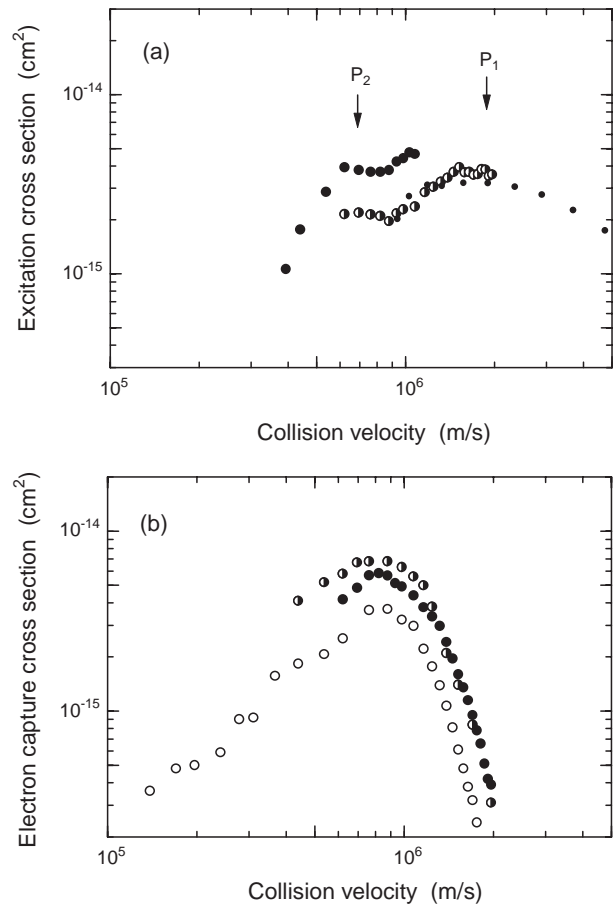 (a)
P₂
P₁
Excitation cross section (cm²)
10⁻¹⁴
10⁻¹⁵
10⁵
10⁶
Collision velocity (m/s)
(b)
Electron capture cross section (cm²)
10⁻¹⁴
10⁻¹⁵
10⁵
10⁶
Collision velocity (m/s)